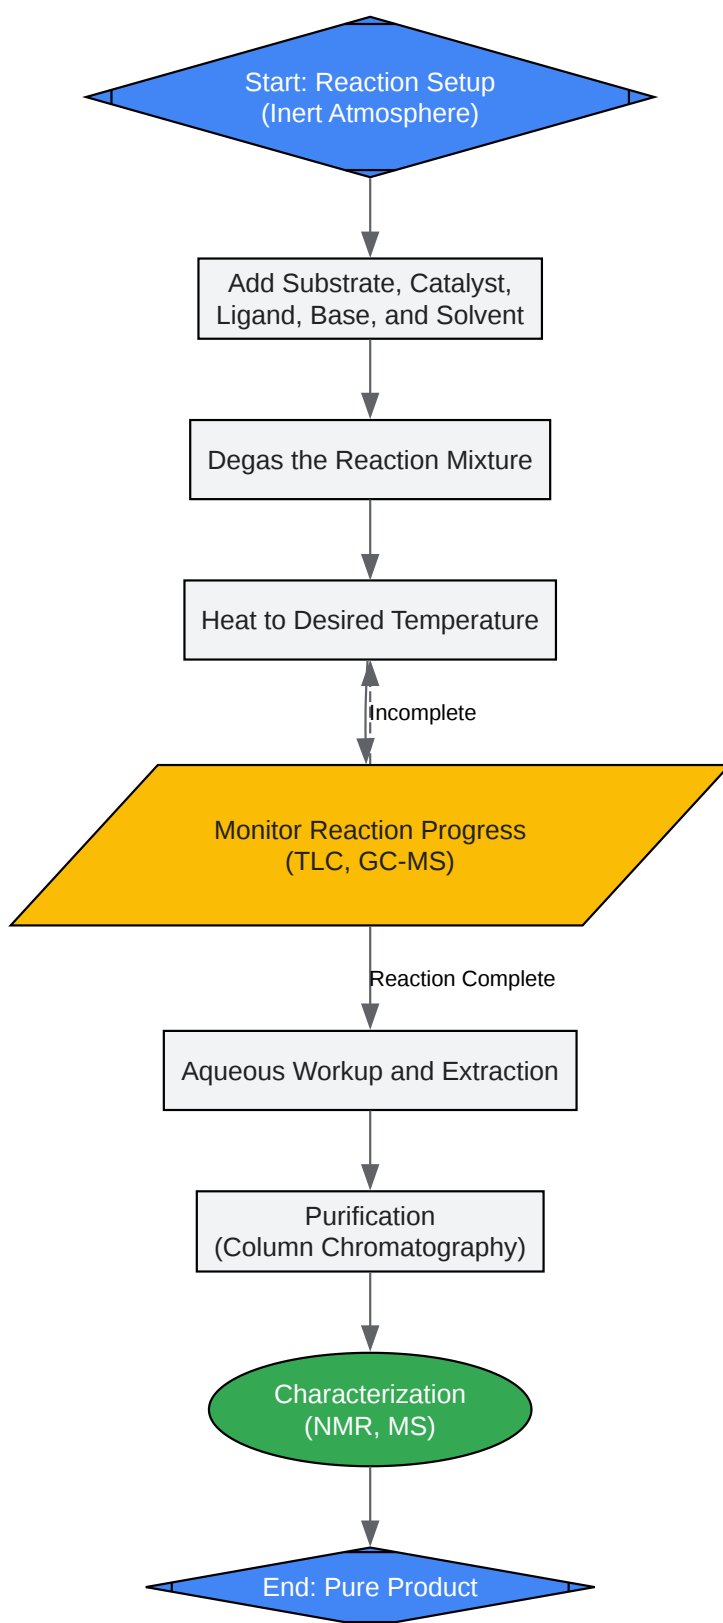 Start: Reaction Setup
(Inert Atmosphere)
Add Substrate, Catalyst,
Ligand, Base, and Solvent
Degas the Reaction Mixture
Heat to Desired Temperature
Incomplete
Monitor Reaction Progress
(TLC, GC-MS)
Reaction Complete
Aqueous Workup and Extraction
Purification
(Column Chromatography)
Characterization
(NMR, MS)
End: Pure Product